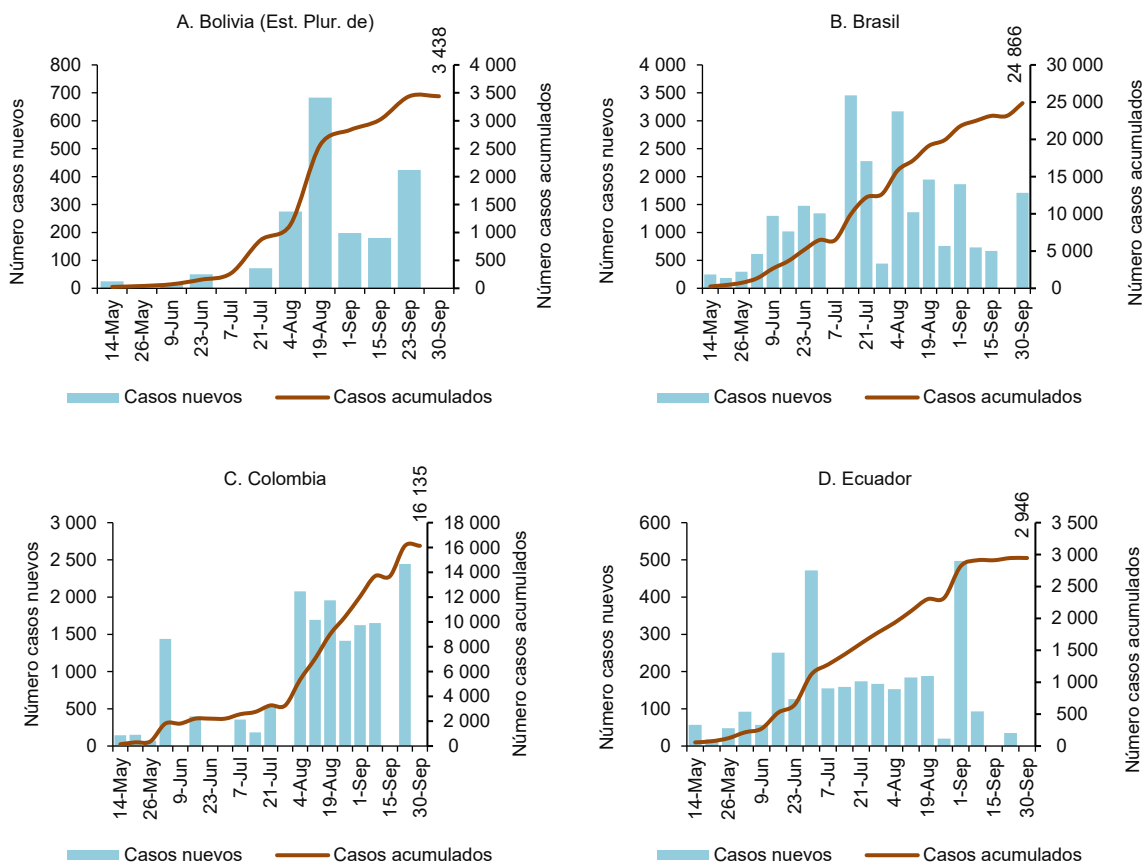 A. Bolivia (Est. Plur. de)
Número casos nuevos
800
700
600
500
400
300
200
100
0
3 438
4 000
3 500
3 000
2 500
2 000
1 500
1 000
500
0
Número casos acumulados
14-May
26-May
9-Jun
23-Jun
7-Jul
21-Jul
4-Aug
19-Aug
1-Sep
15-Sep
23-Sep
30-Sep
Casos nuevos
Casos acumulados
B. Brasil
Número casos nuevos
4 000
3 500
3 000
2 500
2 000
1 500
1 000
500
0
24 866
30 000
25 000
20 000
15 000
10 000
5 000
0
Número casos acumulados
14-May
26-May
9-Jun
23-Jun
7-Jul
21-Jul
4-Aug
19-Aug
1-Sep
15-Sep
30-Sep
Casos nuevos
Casos acumulados
C. Colombia
Número casos nuevos
3 000
2 500
2 000
1 500
1 000
500
0
16 135
18 000
16 000
14 000
12 000
10 000
8 000
6 000
4 000
2 000
0
Número casos acumulados
14-May
26-May
9-Jun
23-Jun
7-Jul
21-Jul
4-Aug
19-Aug
1-Sep
15-Sep
30-Sep
Casos nuevos
Casos acumulados
D. Ecuador
Número casos nuevos
600
500
400
300
200
100
0
2 946
3 500
3 000
2 500
2 000
1 500
1 000
500
0
Número casos acumulados
14-May
26-May
9-Jun
23-Jun
7-Jul
21-Jul
4-Aug
19-Aug
1-Sep
15-Sep
30-Sep
Casos nuevos
Casos acumulados